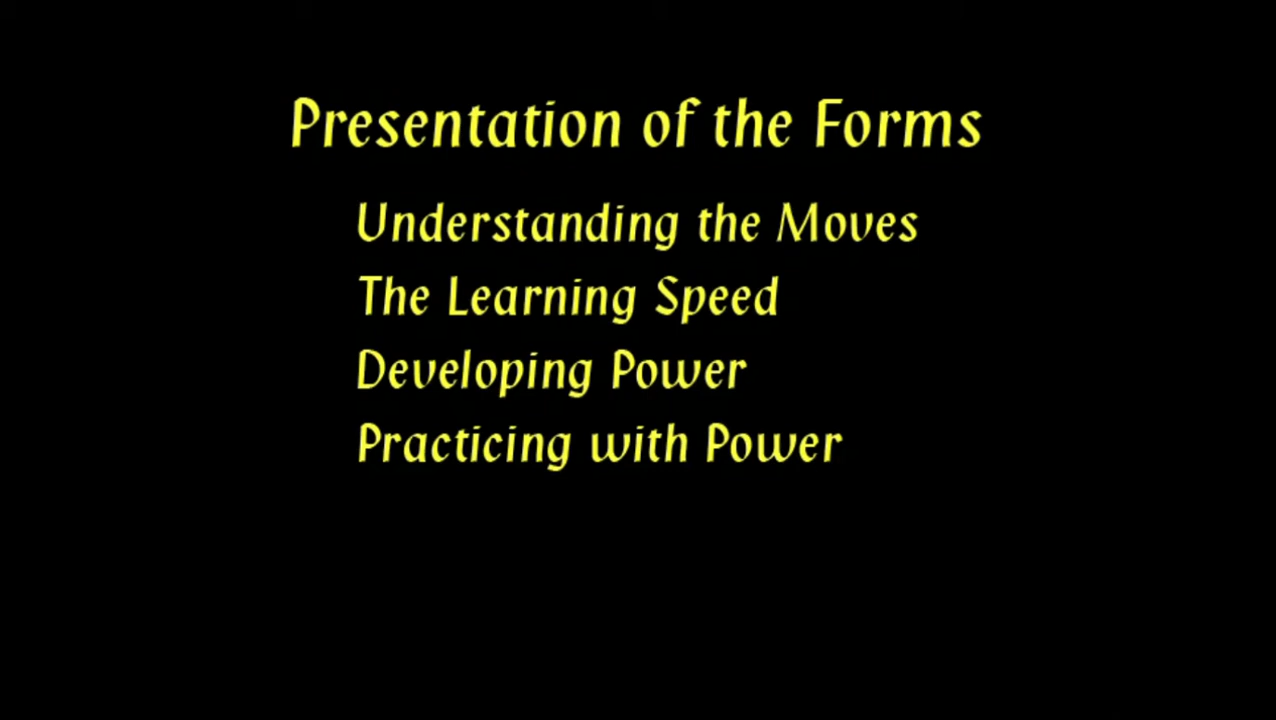 Presentation of the Forms
Understanding the Moves
The Learning Speed
Developing Power
Practicing with Power